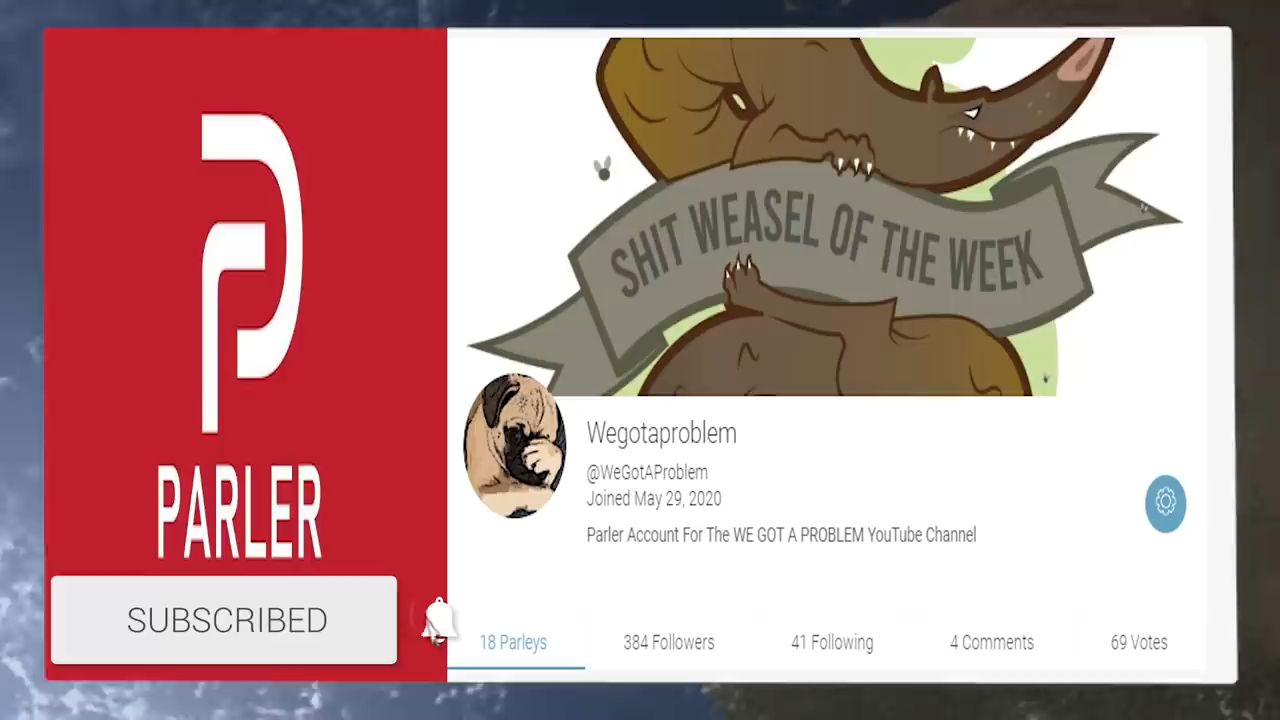 SHIT WEASEL OF THE WEEK
PARLER
Wegotaproblem
@WeGotAProblem
Joined May 29, 2020
Parler Account For The WE GOT A PROBLEM YouTube Channel
SUBSCRIBED
18 Parleys 384 Followers 41 Following 4 Comments 69 Votes